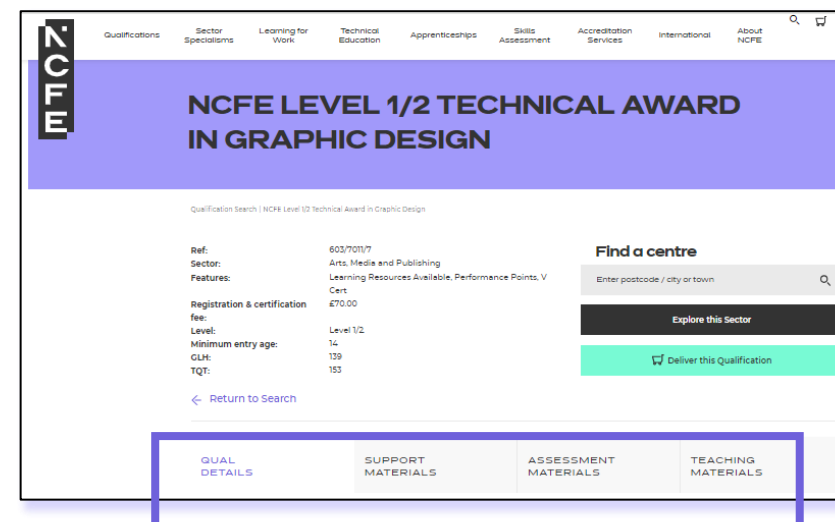 NCFE
Qualifications
Sector Specialisms
Learning for Work
Technical Education
Apprenticeships
Skills Assessment
Accreditation Services
International
About NCFE
NCFE LEVEL 1/2 TECHNICAL AWARD
IN GRAPHIC DESIGN
Qualification Search | NCFE Level 1/2 Technical Award in Graphic Design
Ref: 603/7011/7
Sector: Arts, Media and Publishing
Features: Learning Resources Available, Performance Points, V
Cert
Registration & certification £70.00
fee:
Level: Level 1/2
Minimum entry age: 14
GLH: 139
TQT: 153
Return to Search
Find a centre
Enter postcode / city or town
Explore this Sector
Deliver this Qualification
QUAL
DETAILS
SUPPORT
MATERIALS
ASSESSMENT
MATERIALS
TEACHING
MATERIALS